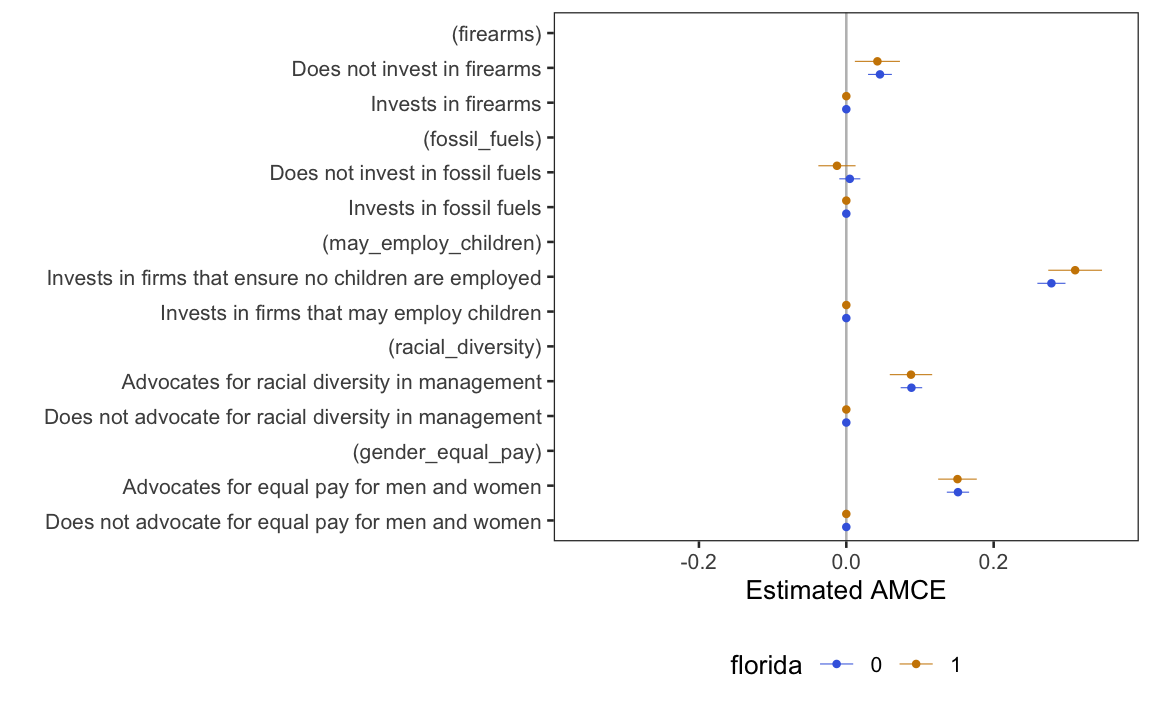 (firearms)
Does not invest in firearms
Invests in firearms
(fossil_fuels)
Does not invest in fossil fuels
Invests in fossil fuels
(may_employ_children)
Invests in firms that ensure no children are employed
Invests in firms that may employ children
(racial_diversity)
Advocates for racial diversity in management
Does not advocate for racial diversity in management
(gender_equal_pay)
Advocates for equal pay for men and women
Does not advocate for equal pay for men and women
-0.2 0.0 0.2
Estimated AMCE
florida 0 1